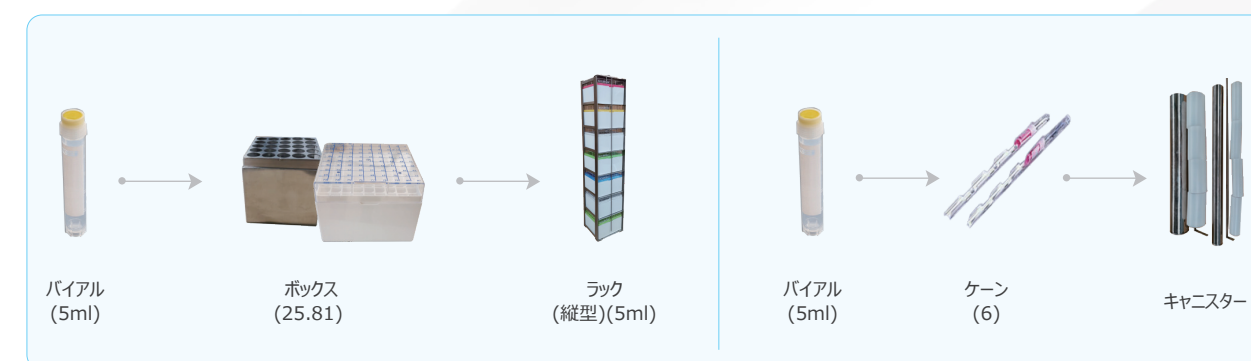 バイアル
(5ml)
ボックス
(25.81)
ラック
(縦型)(5ml)
バイアル
(5ml)
ケーン
(6)
キャニスター